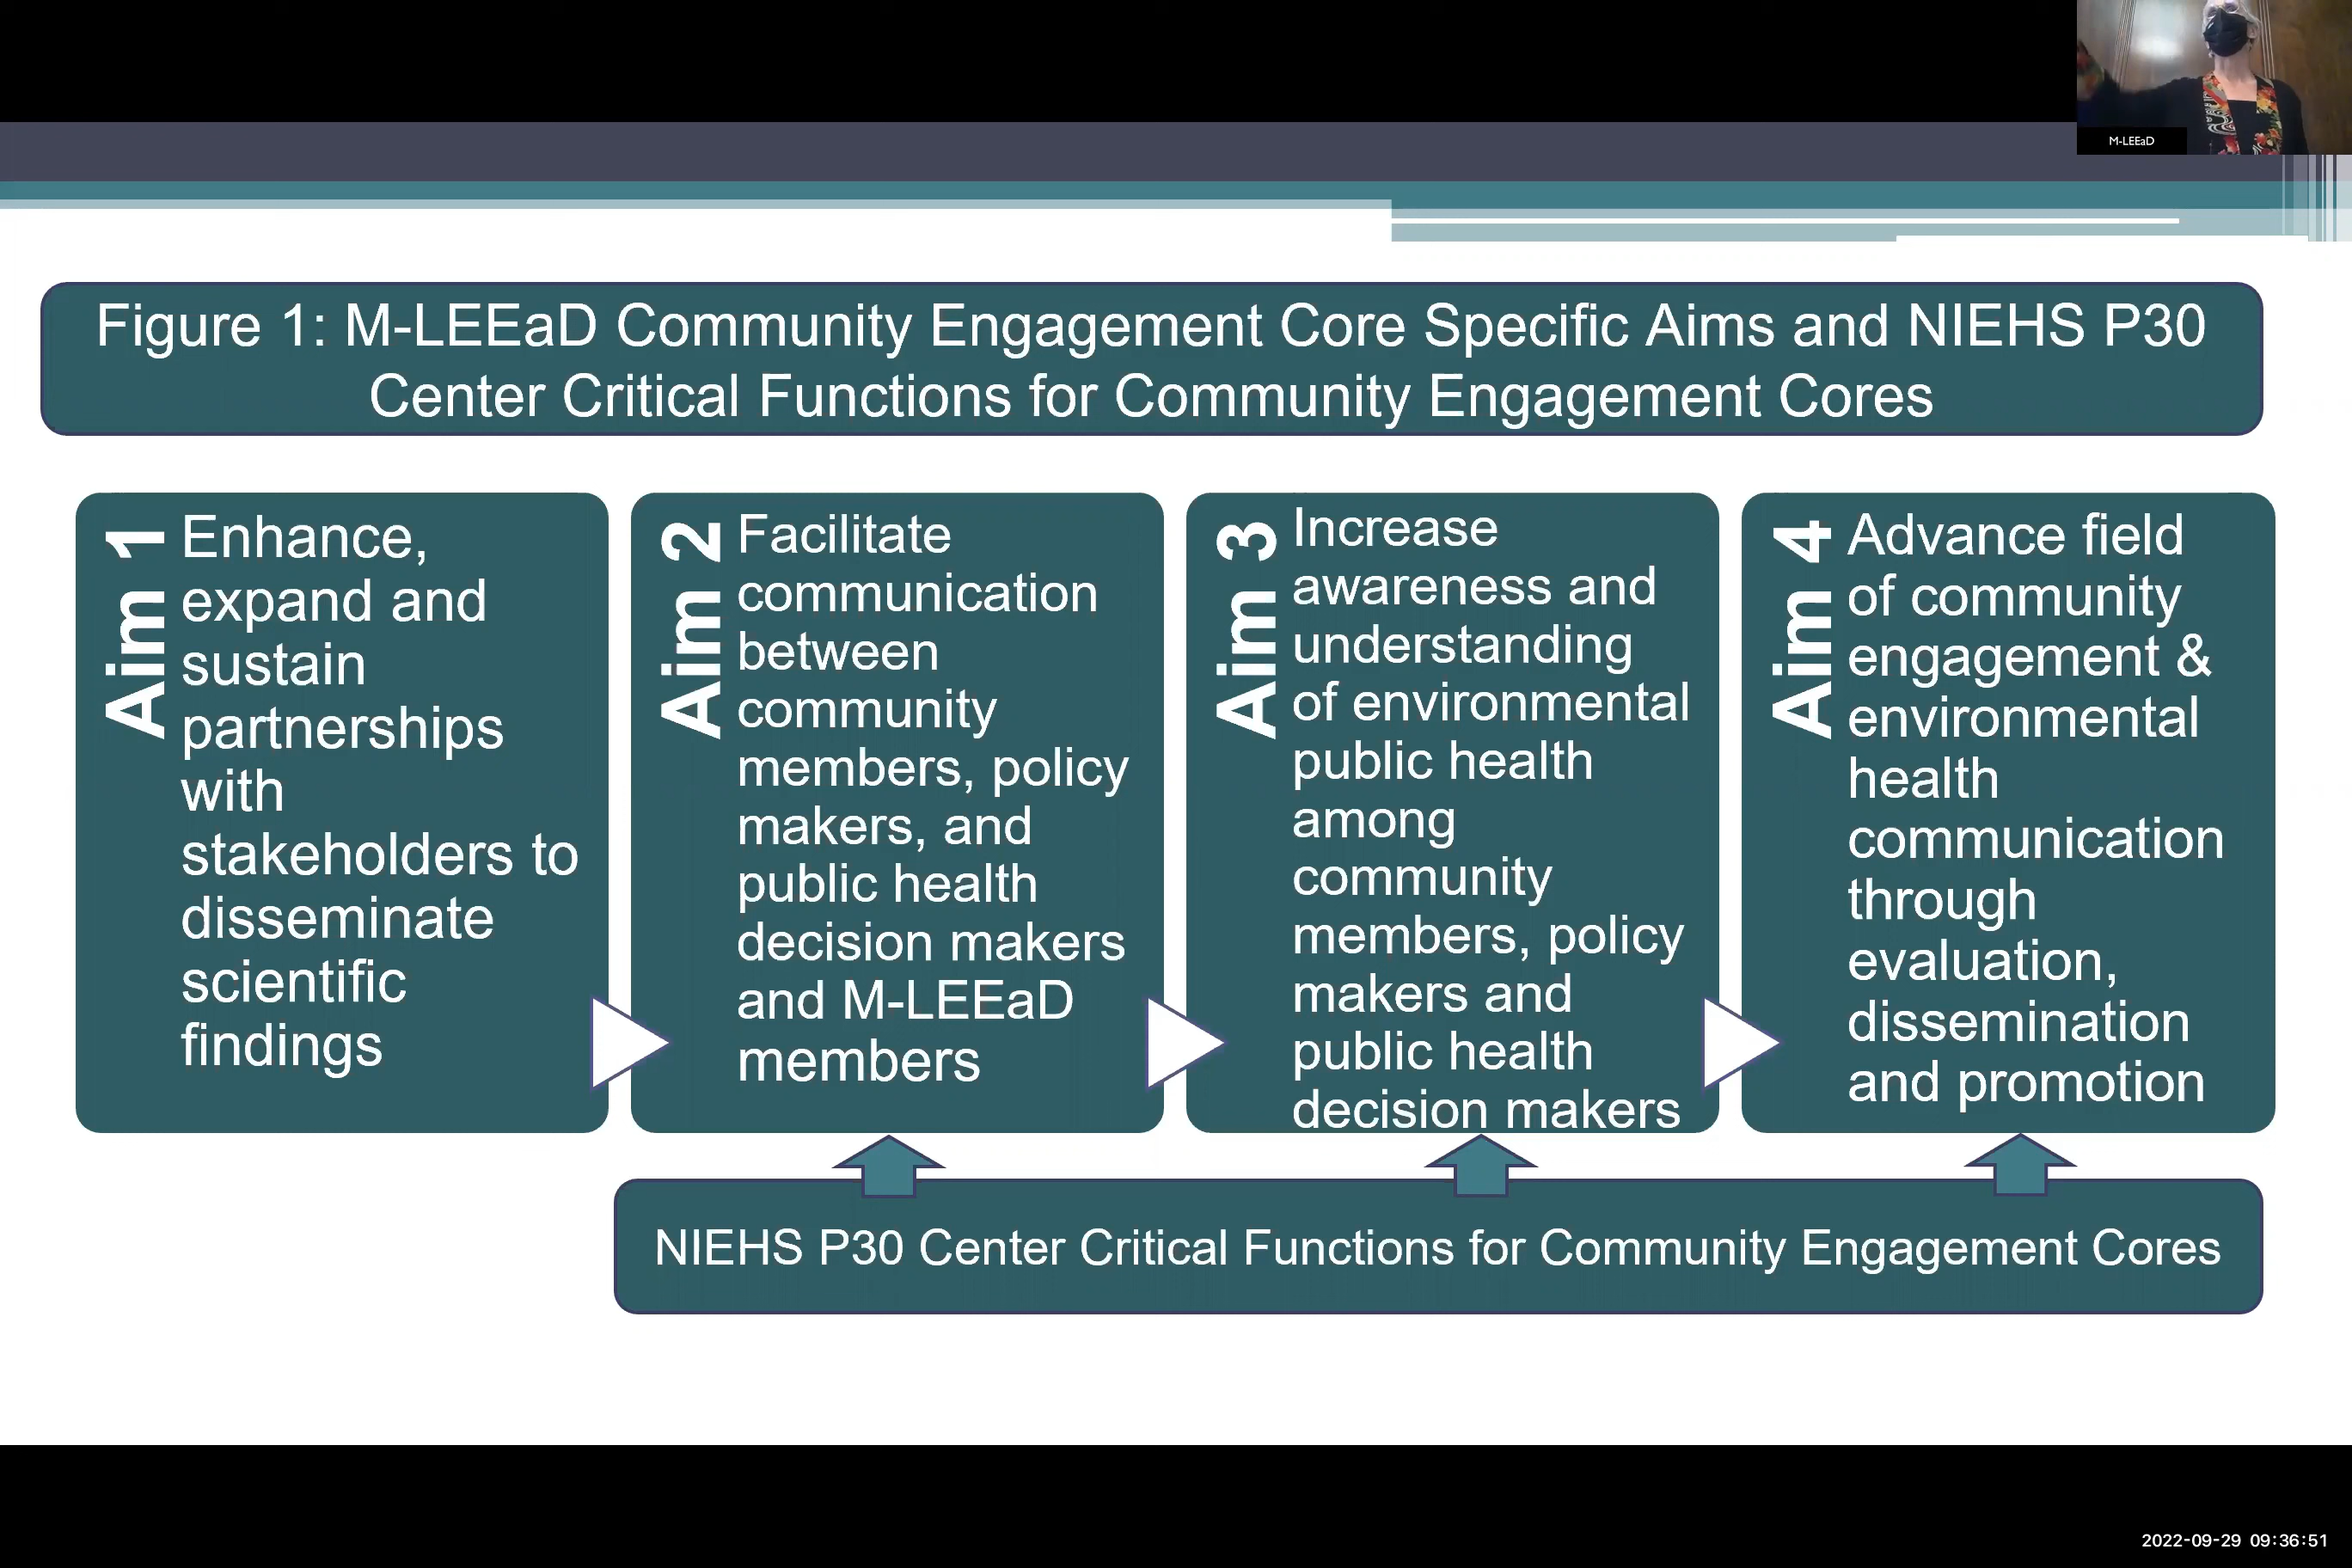 M-LEEaD
Figure 1: M-LEEaD Community Engagement Core Specific Aims and NIEHS P30
Center Critical Functions for Community Engagement Cores
Aim 1
Enhance,
expand and
sustain
partnerships
with
stakeholders to
disseminate
scientific
findings
Aim 2
Facilitate
communication
between
community
members, policy
makers, and
public health
decision makers
and M-LEEaD
members
Aim 3
Increase
awareness and
understanding
of environmental
public health
among
community
members, policy
makers and
public health
decision makers
Aim 4
Advance field
of community
engagement &
environmental
health
communication
through
evaluation,
dissemination
and promotion
NIEHS P30 Center Critical Functions for Community Engagement Cores
2022-09-29 09:36:51